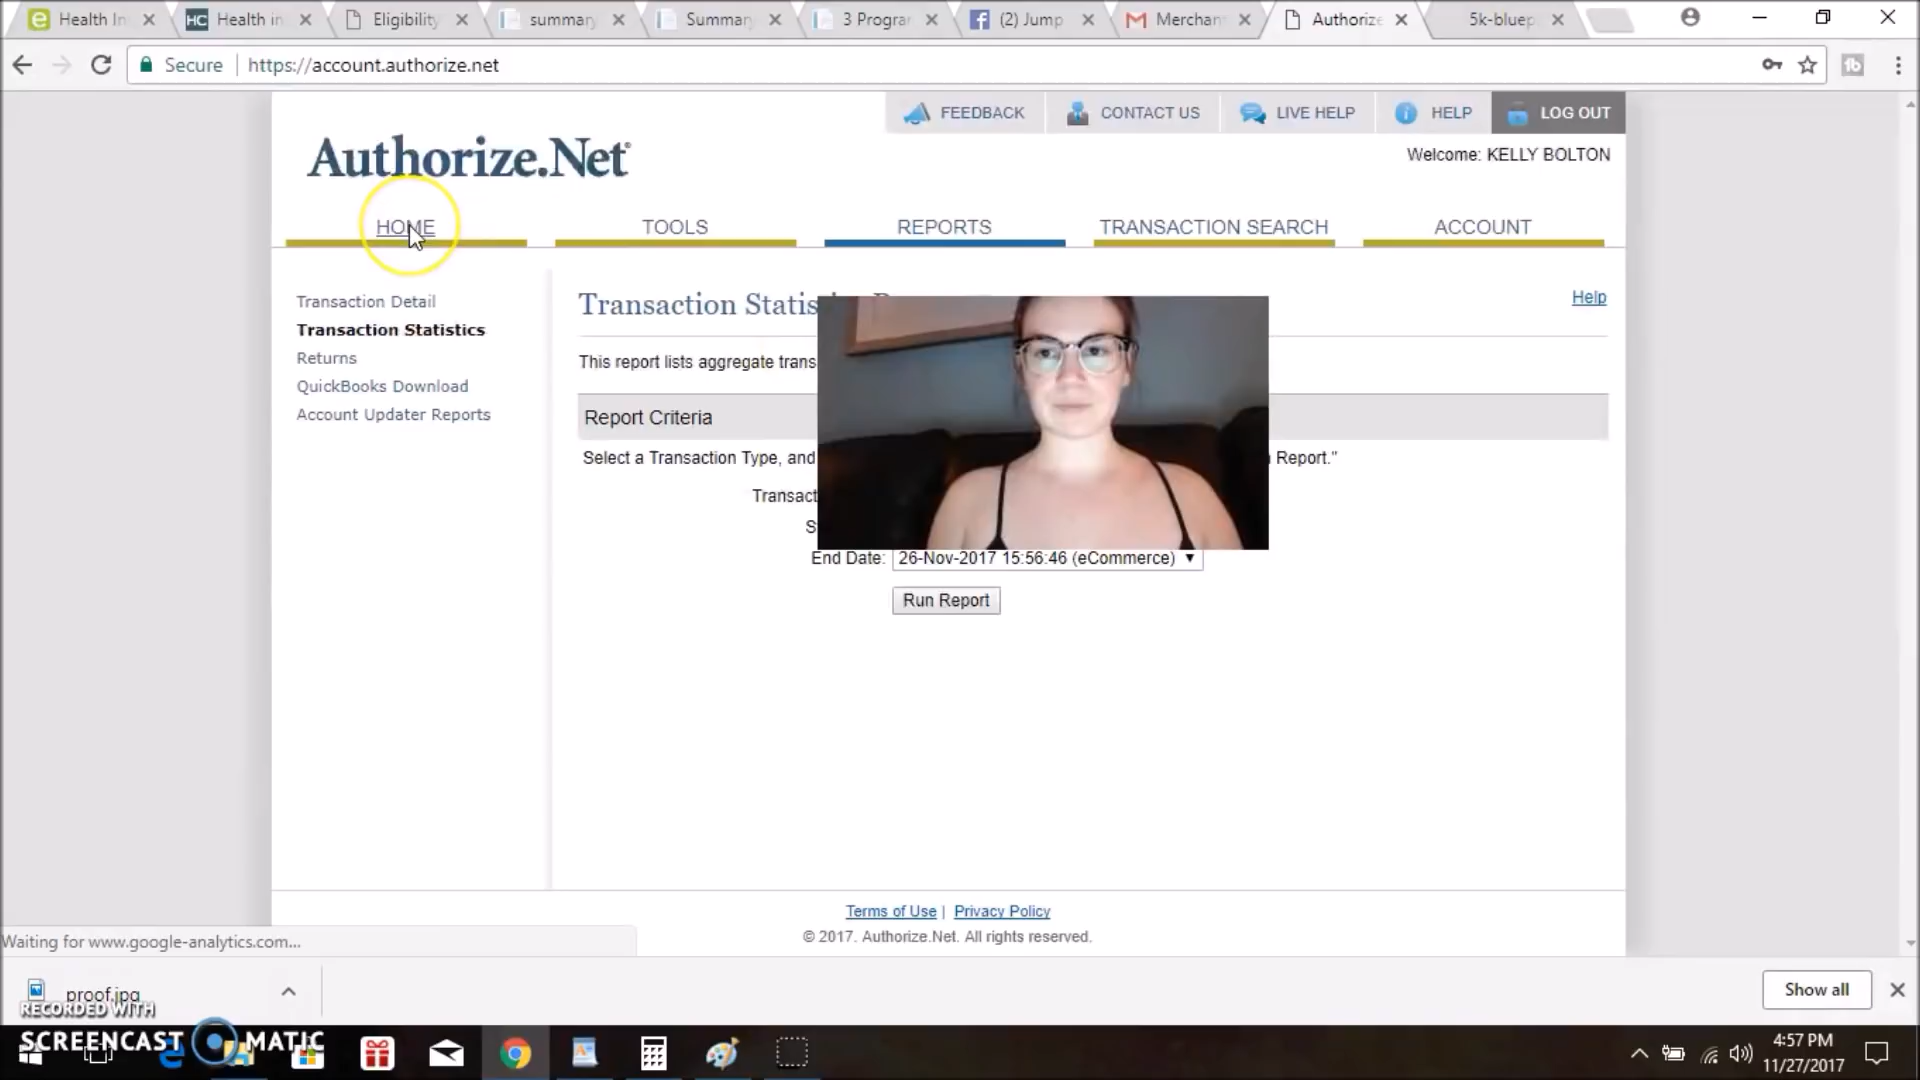 Health In
HC Health in
Eligibility
summary
Summary
3 Progra
(2) Jump
Merchan
Authorize
5k-bluep
Secure https://account.authorize.net
FEEDBACK CONTACT US LIVE HELP HELP LOG OUT
Authorize.Net
Welcome: KELLY BOLTON
HOME TOOLS REPORTS TRANSACTION SEARCH ACCOUNT
Transaction Detail
Transaction Statistics
Returns
QuickBooks Download
Account Updater Reports
Transaction Statis
Help
This report lists aggregate trans
Report Criteria
Select a Transaction Type, and Report."
Transact
S
End Date: 26-Nov-2017 15:56:46 (eCommerce)
Run Report
Terms of Use | Privacy Policy
© 2017. Authorize.Net. All rights reserved.
Waiting for www.google-analytics.com...
proof.jpg
Show all
RECORDED WITH
SCREENCAST MATIC
4:57 PM
11/27/2017